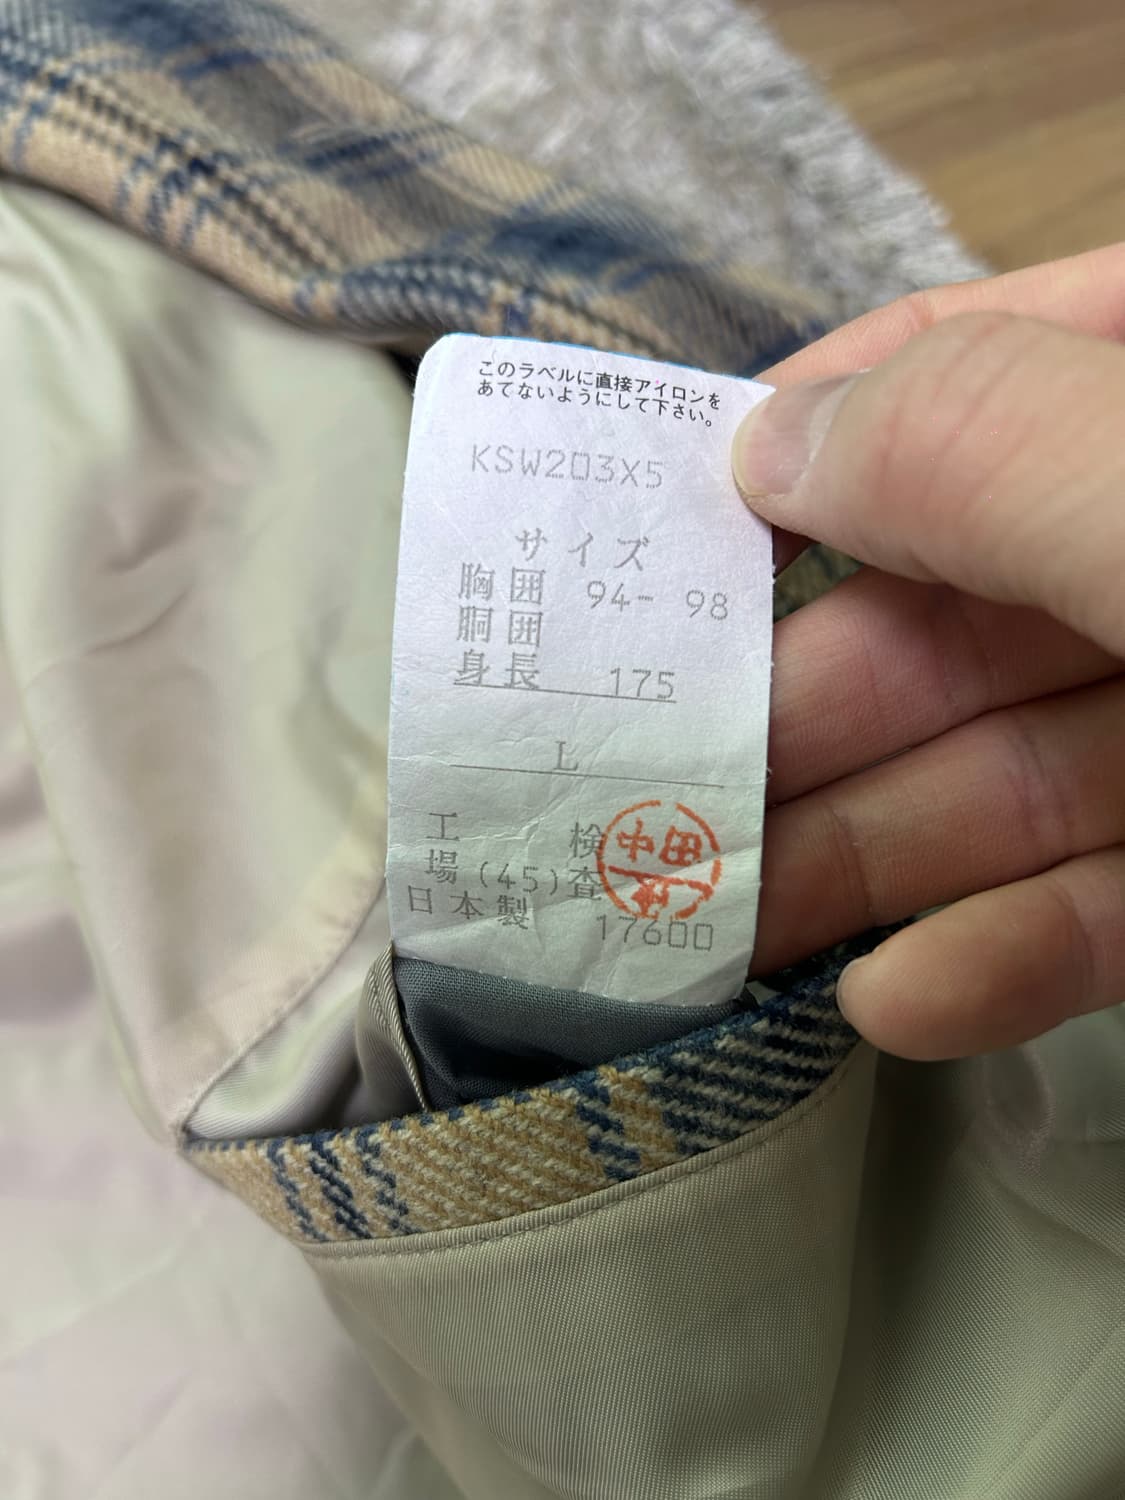 このラベルに直接アイロンを
あてないようにして下さい。
KSW203X5
サイズ
胸囲 94- 98
胴囲
身長 175
L
工場(45) 検査
中田
日本製 17600